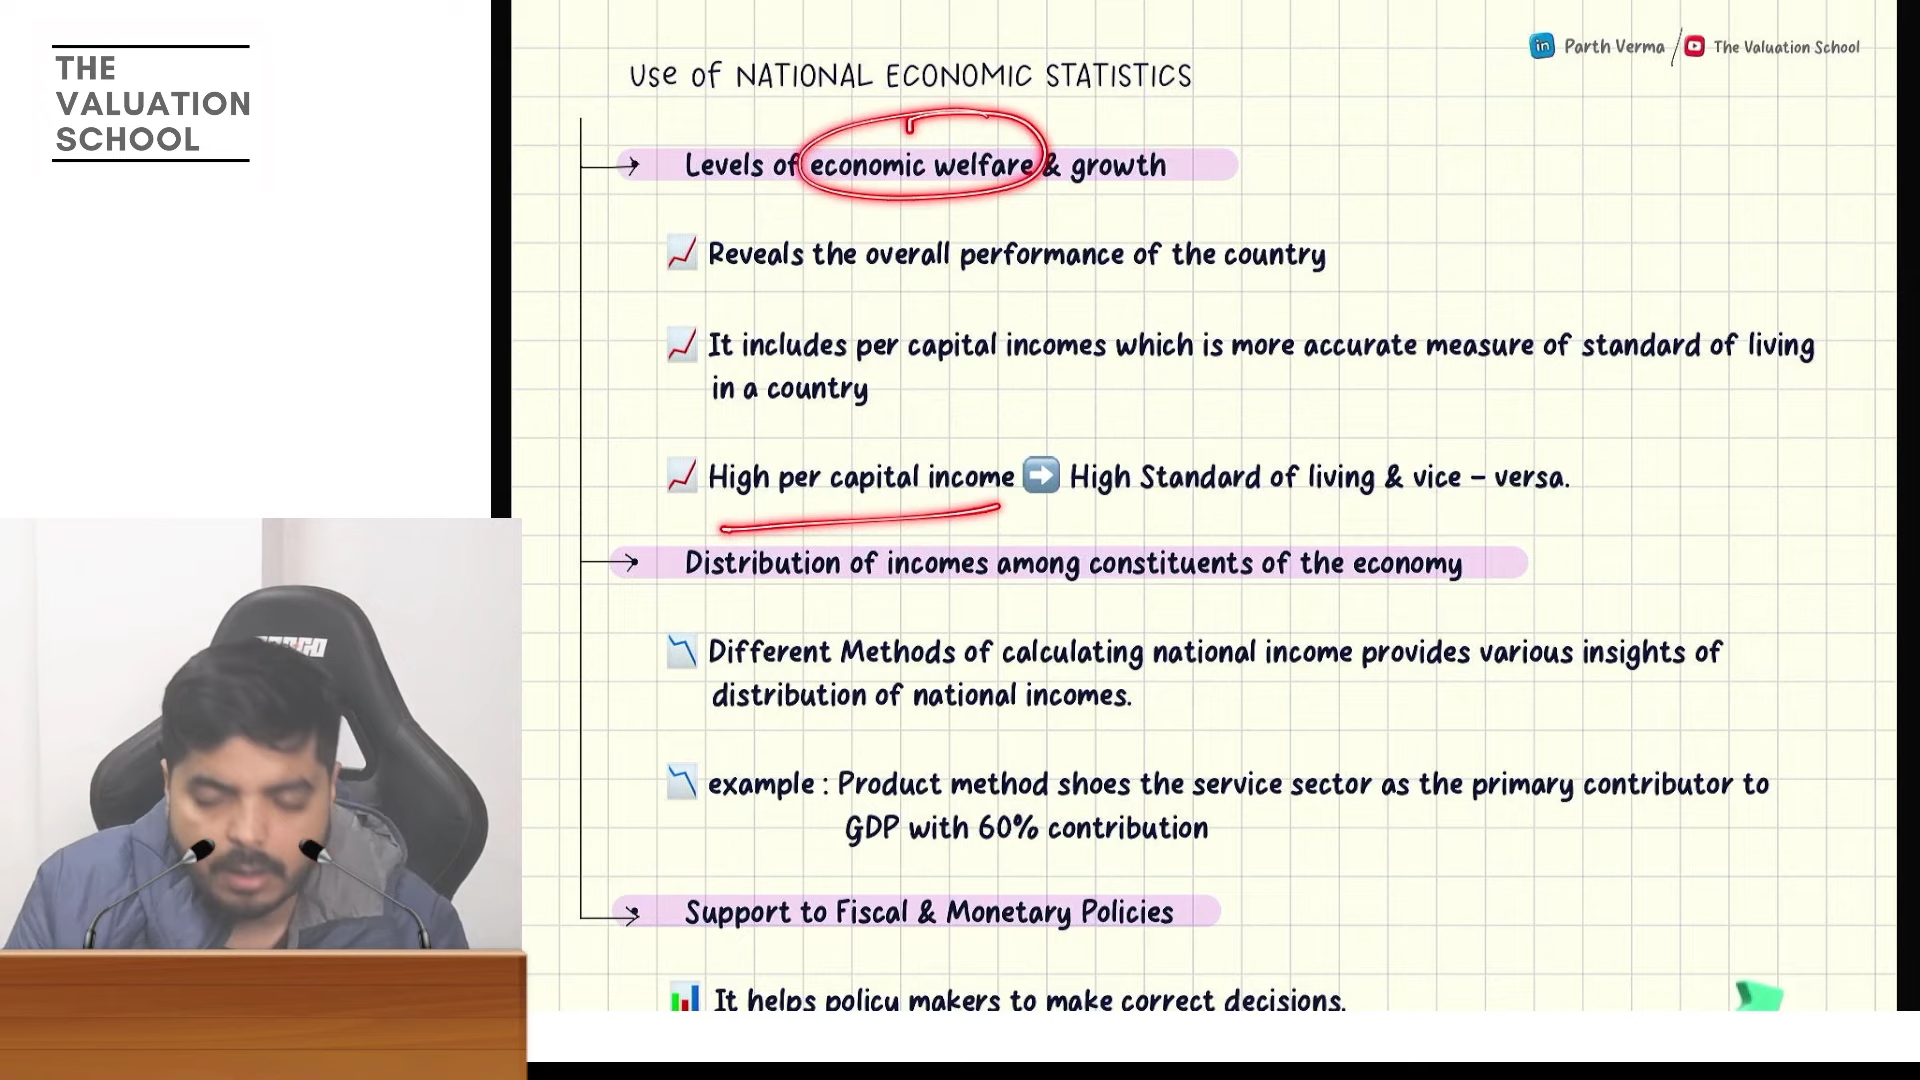 THE
VALUATION
SCHOOL
in Parth Verma / The Valuation School
Use of NATIONAL ECONOMIC STATISTICS
Levels of economic welfare & growth
Reveals the overall performance of the country
It includes per capital incomes which is more accurate measure of standard of living
in a country
High per capital income ➡ High Standard of living & vice – versa.
Distribution of incomes among constituents of the economy
Different Methods of calculating national income provides various insights of
distribution of national incomes.
example : Product method shoes the service sector as the primary contributor to
GDP with 60% contribution
Support to Fiscal & Monetary Policies
It helps policy makers to make correct decisions.